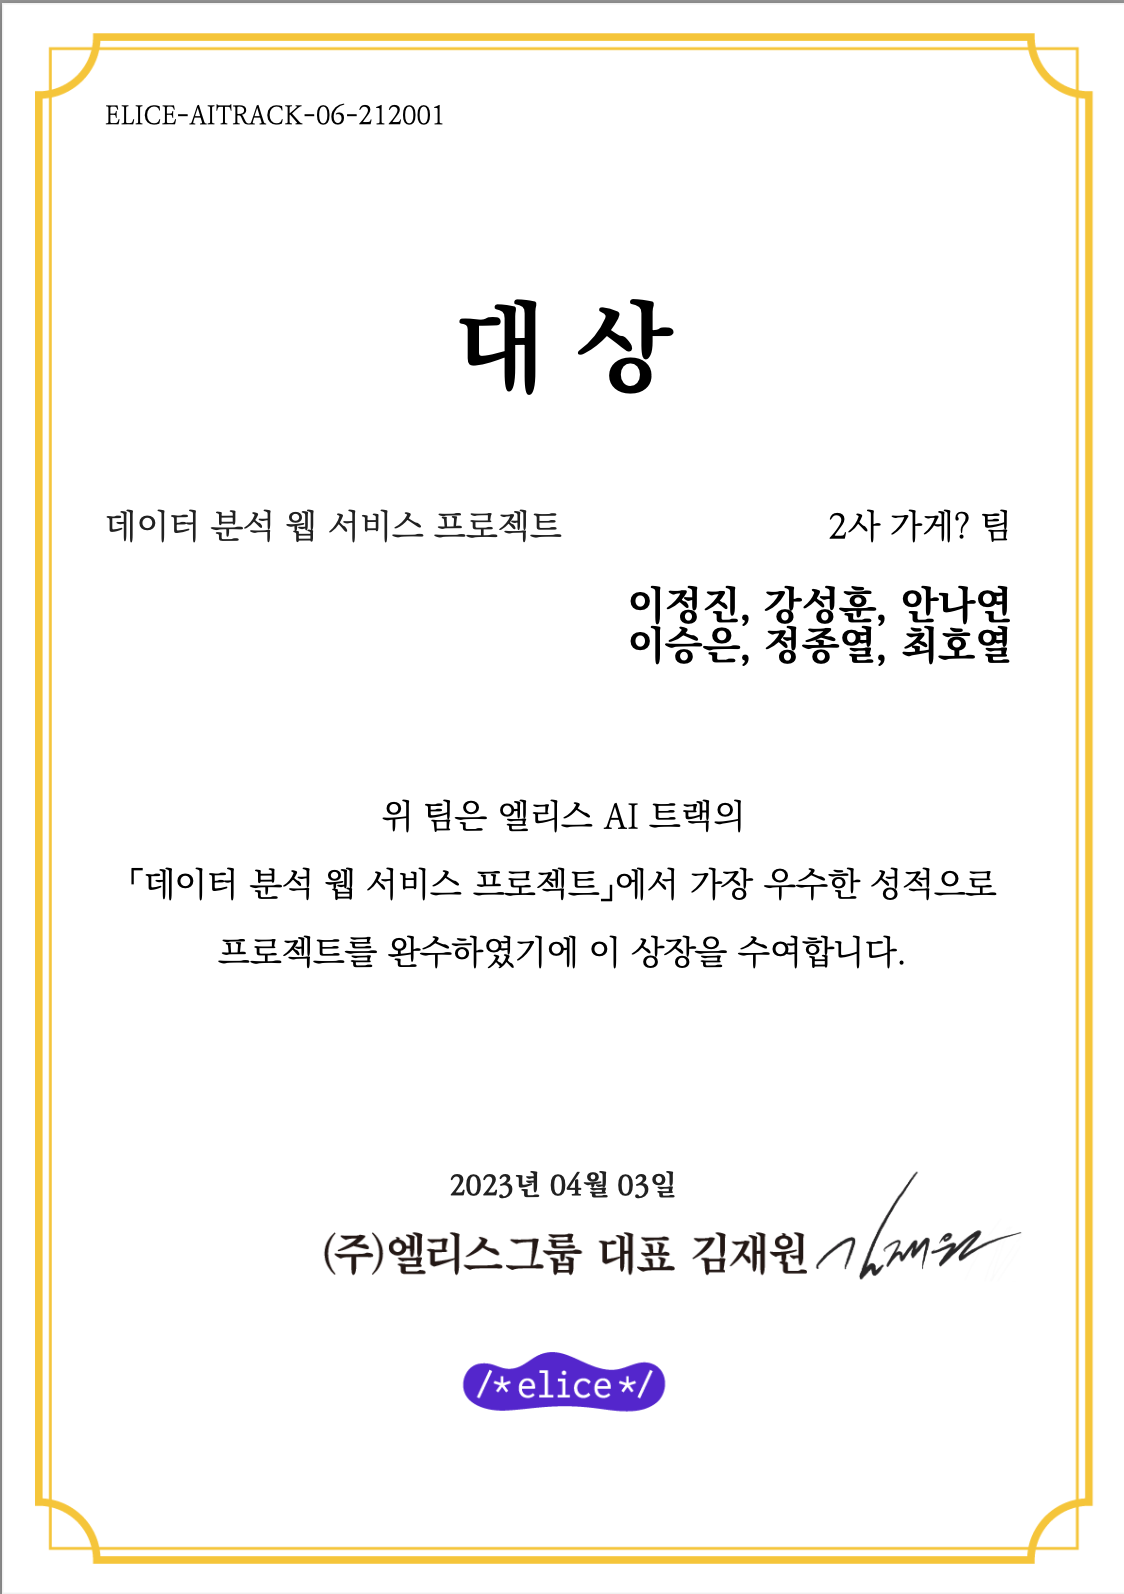 ELICE-AITRACK-06-212001
대 상
데이터 분석 웹 서비스 프로젝트
2사 가게? 팀
이정진, 강성훈, 안나연
이승은, 정종열, 최호열
위 팀은 엘리스 AI 트랙의
「데이터 분석 웹 서비스 프로젝트」에서 가장 우수한 성적으로
프로젝트를 완수하였기에 이 상장을 수여합니다.
2023년 04월 03일
(주)엘리스그룹 대표 김재원 김재원
/*elice*/